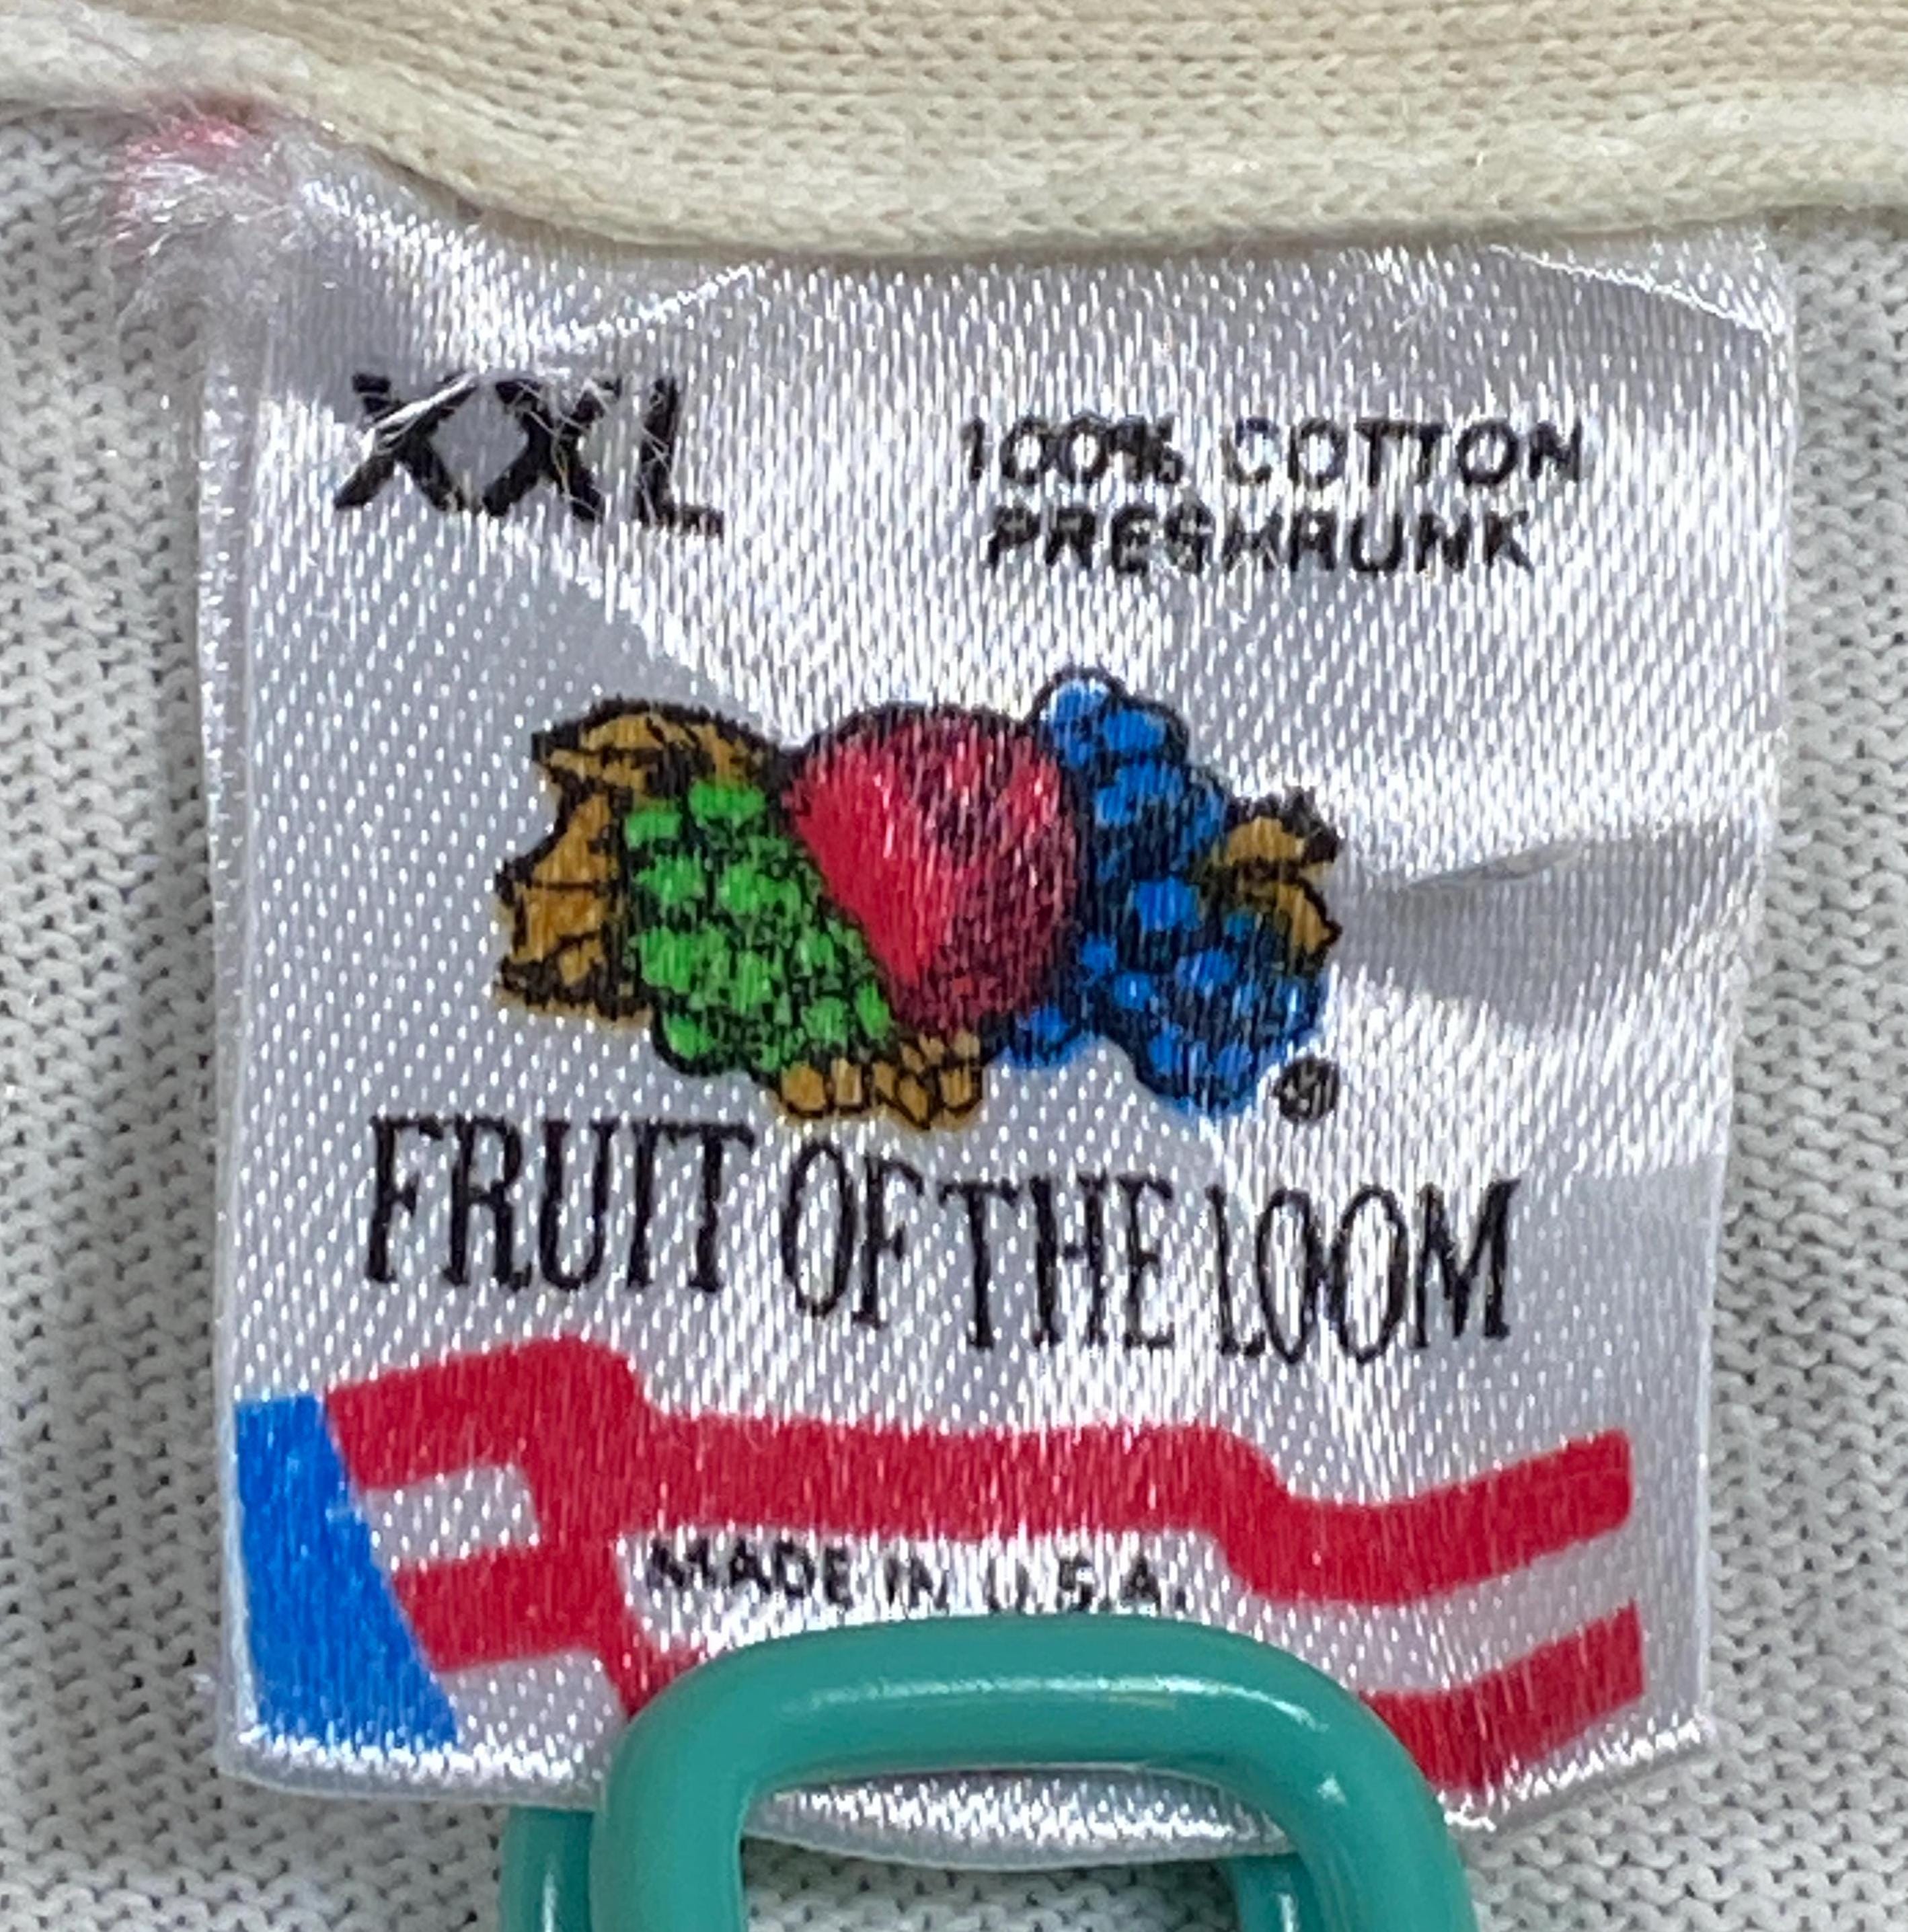 XXL
100% COTTON
PRESHRUNK
®
FRUIT OF THE LOOM
MADE IN U.S.A.